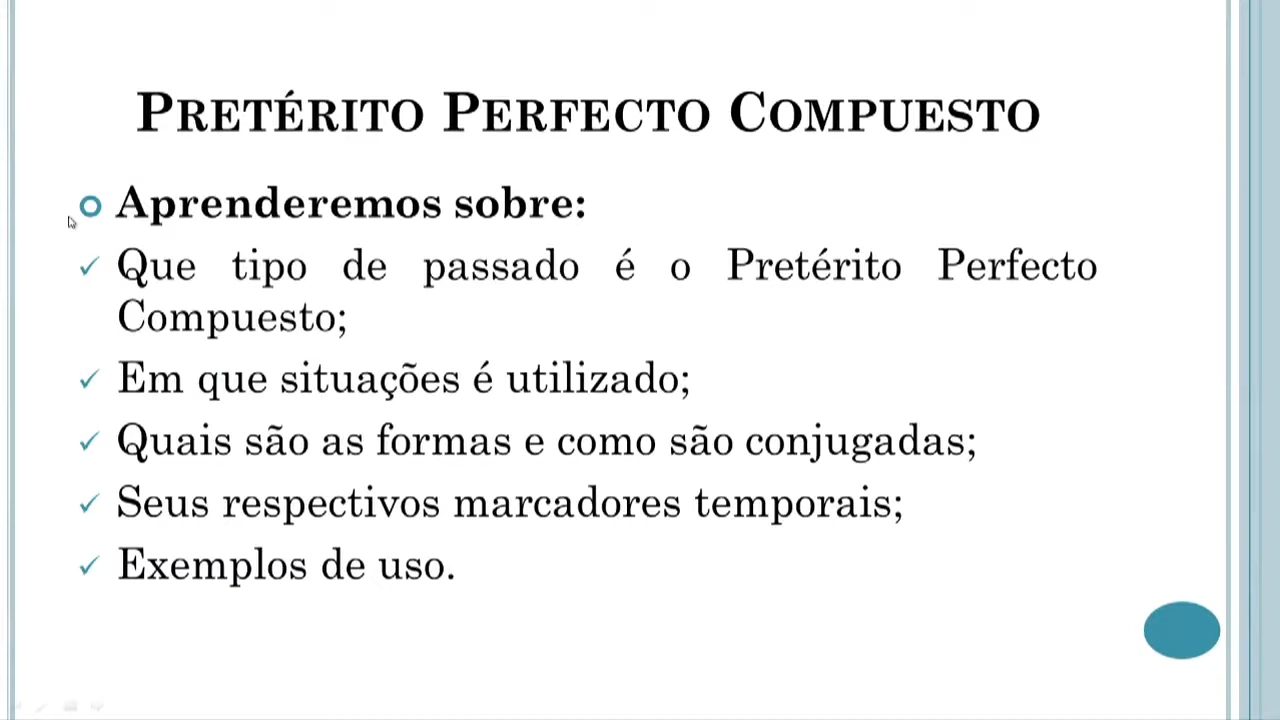 PRETÉRITO PERFECTO COMPUESTO
Aprenderemos sobre:
Que tipo de passado é o Pretérito Perfecto
Compuesto;
Em que situações é utilizado;
Quais são as formas e como são conjugadas;
Seus respectivos marcadores temporais;
Exemplos de uso.